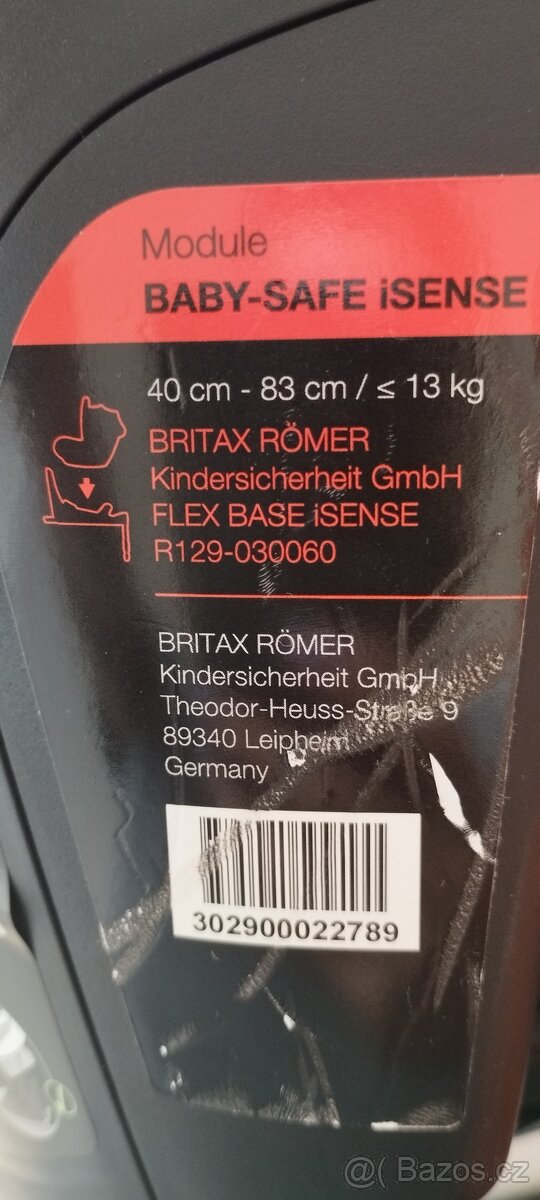 Module
BABY-SAFE iSENSE
40 cm - 83 cm / ≤ 13 kg
BRITAX RÖMER
Kindersicherheit GmbH
FLEX BASE iSENSE
R129-030060
BRITAX RÖMER
Kindersicherheit GmbH
Theodor-Heuss-Straße 9
89340 Leipheim
Germany
302900022789
@( Bazos.cz